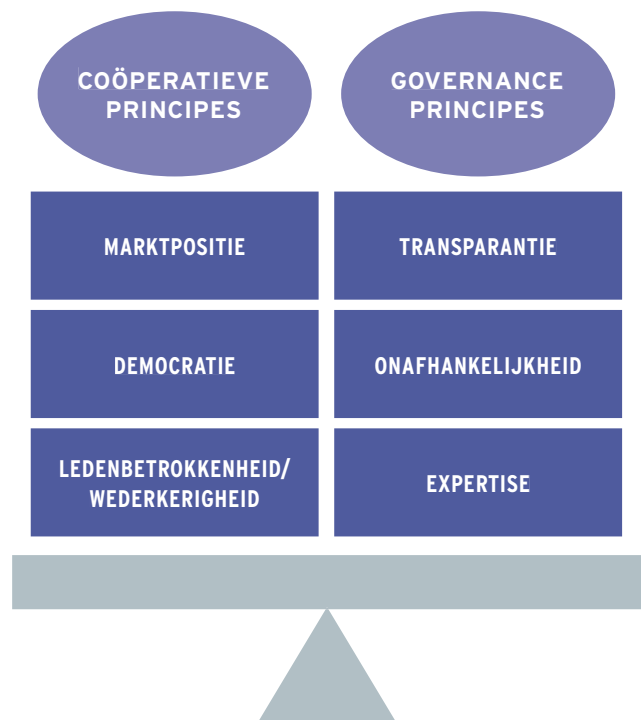 COÖPERATIEVE
PRINCIPES
GOVERNANCE
PRINCIPES
MARKTPOSITIE
TRANSPARANTIE
DEMOCRATIE
ONAFHANKELIJKHEID
LEDENBETROKKENHEID/
WEDERKERIGHEID
EXPERTISE